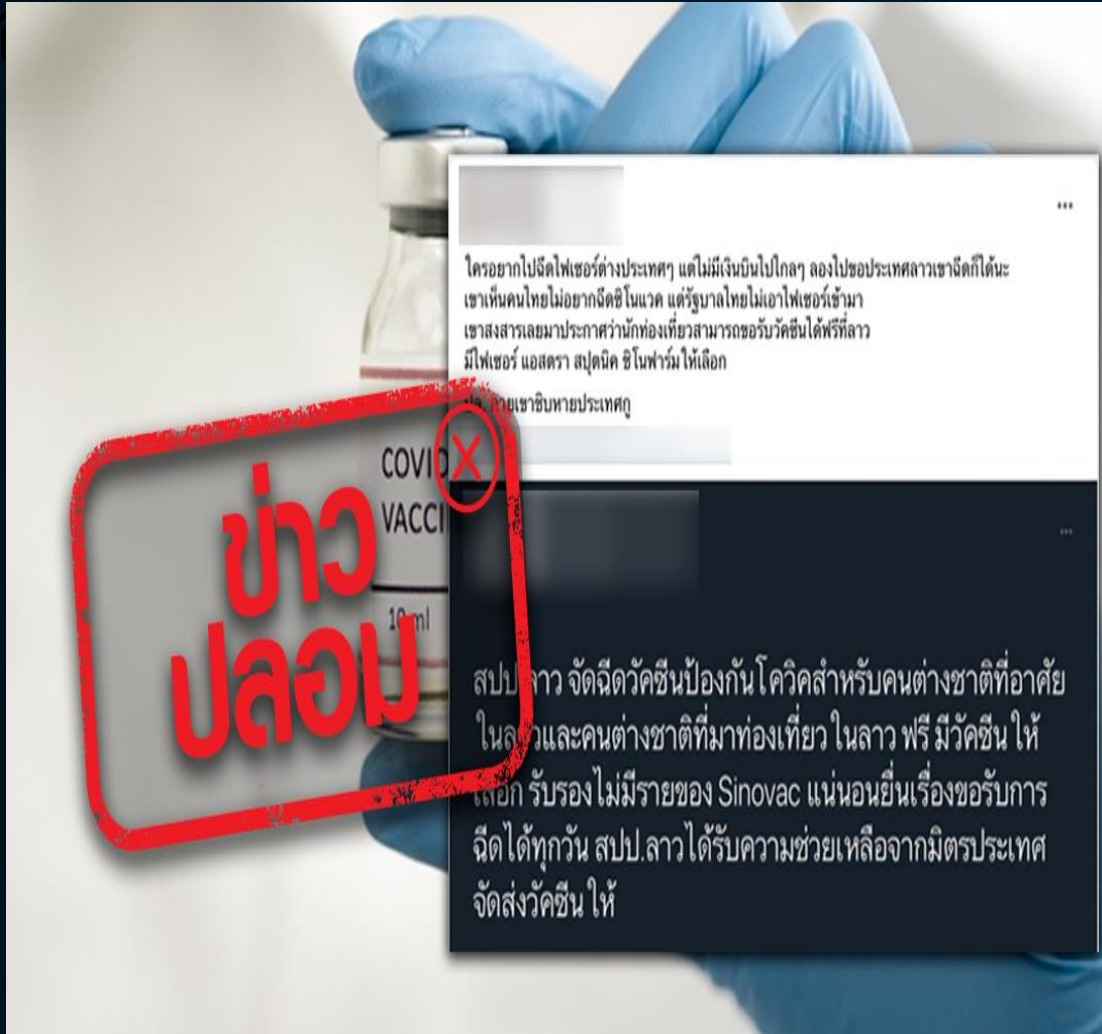 ใครอยากไปฉีดไฟเซอร์ต่างประเทศๆ แต่ไม่มีเงินบินไปไกลๆ ลองไปขอประเทศลาวเขาฉีดก็ได้นะ
เขาเห็นคนไทยไม่อยากฉีดซิโนแวค แต่รัฐบาลไทยไม่เอาไฟเซอร์เข้ามา
เขาสงสารเลยมาประกาศว่านักท่องเที่ยวสามารถขอรับวัคซีนได้ฟรีที่ลาว
มีไฟเซอร์ แอสตรา สปุตนิค ซิโนฟาร์ม ให้เลือก
เขาชิบหายประเทศกู
COVID
VACCI
10 ml
ข่าว
ปลอม
สปป ลาว จัดฉีดวัคซีนป้องกันโควิคสำหรับคนต่างชาติที่อาศัย
ในลาวและคนต่างชาติที่มาท่องเที่ยว ในลาว ฟรี มีวัคซีน ให้
เลือก รับรอง ไม่มีรายของ Sinovac แน่นอนยื่นเรื่องขอรับการ
ฉีดได้ทุกวัน สปป.ลาวได้รับความช่วยเหลือจากมิตรประเทศ
จัดส่งวัคซีน ให้